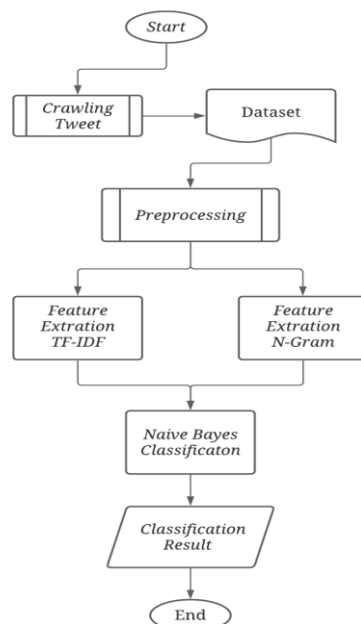 Start
Crawling
Tweet
Dataset
Preprocessing
Feature
Extration
TF-IDF
Feature
Extration
N-Gram
Naive Bayes
Classificaton
Classification
Result
End